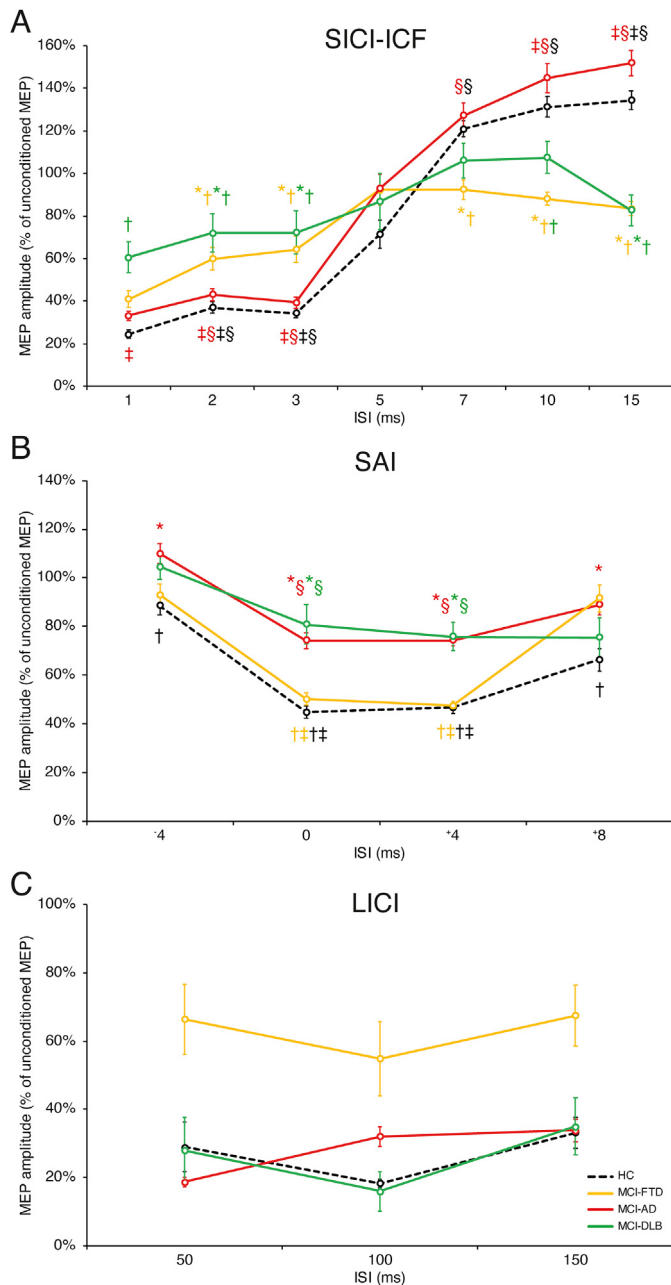 A
SICI-ICF
‡§‡§
‡§§
§§
160%
140%
120%
100%
80%
60%
40%
20%
0%
MEP amplitude (% of unconditioned MEP)
†
*†*†
*†*†
‡
‡§‡§
‡§‡§
*†
*††
*†*†
1 2 3 5 7 10 15
ISI (ms)
B
SAI
140%
120%
100%
80%
60%
40%
20%
0%
MEP amplitude (% of unconditioned MEP)
*
*§*§
*§*§
*
†
†‡†‡
†‡†‡
†
-4 0 +4 +8
ISI (ms)
C
LICI
100%
80%
60%
40%
20%
0%
MEP amplitude (% of unconditioned MEP)
HC
MCI-FTD
MCI-AD
MCI-DLB
50 100 150
ISI (ms)